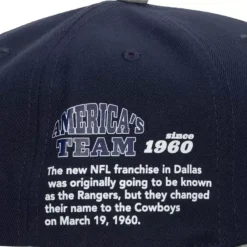 AMERICA'S
TEAM since
1960
The new NFL franchise in Dallas
was originally going to be known
as the Rangers, but they changed
their name to the Cowboys
on March 19, 1960.